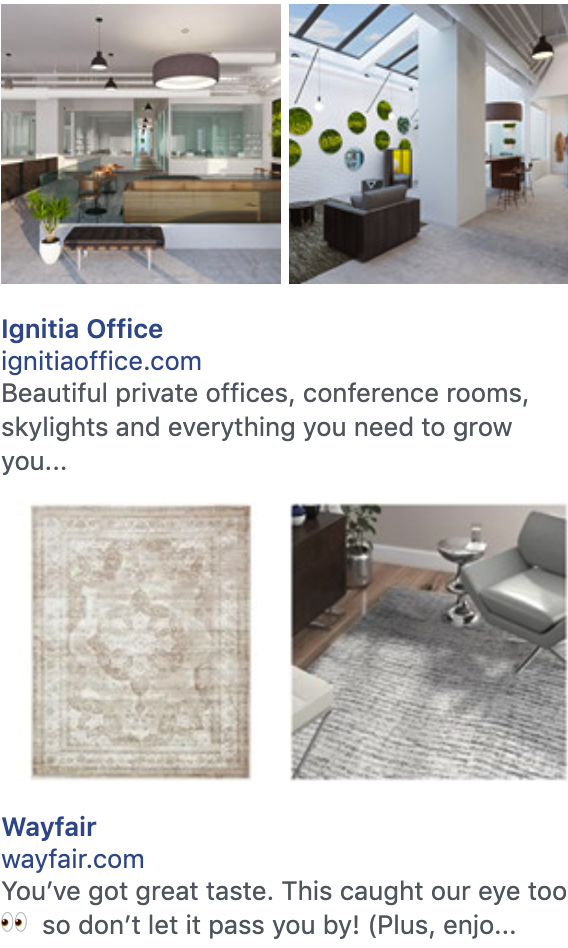 Ignitia Office
ignitiaoffice.com
Beautiful private offices, conference rooms,
skylights and everything you need to grow
you...
Wayfair
wayfair.com
You’ve got great taste. This caught our eye too
👀 so don’t let it pass you by! (Plus, enjo...